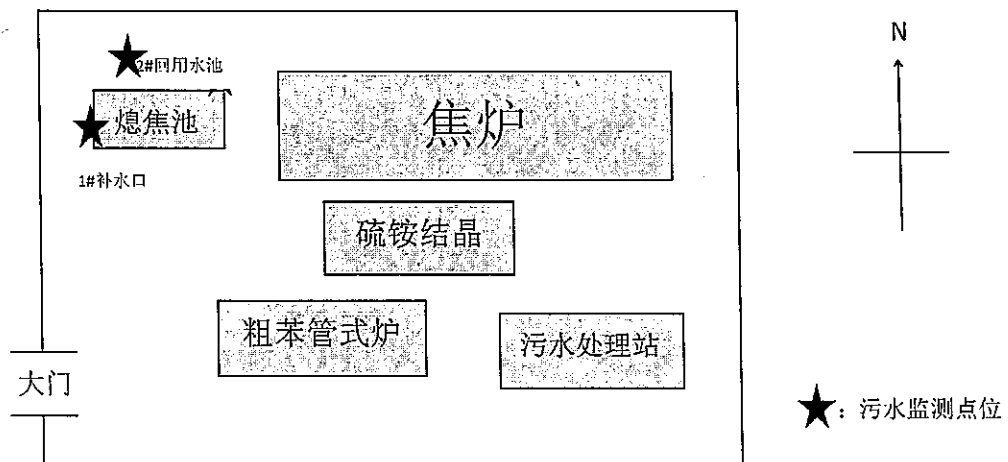 N
2#回用水池
熄焦池
焦炉
1#补水口
硫铵结晶
粗苯管式炉
污水处理站
大门
★：污水监测点位